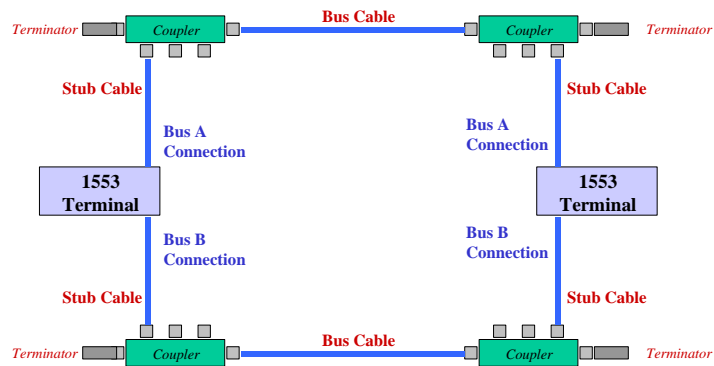 Bus Cable
Terminator
Coupler
Coupler
Terminator
Stub Cable
Stub Cable
Bus A
Connection
Bus A
Connection
1553
Terminal
1553
Terminal
Bus B
Connection
Bus B
Connection
Stub Cable
Stub Cable
Bus Cable
Terminator
Coupler
Coupler
Terminator